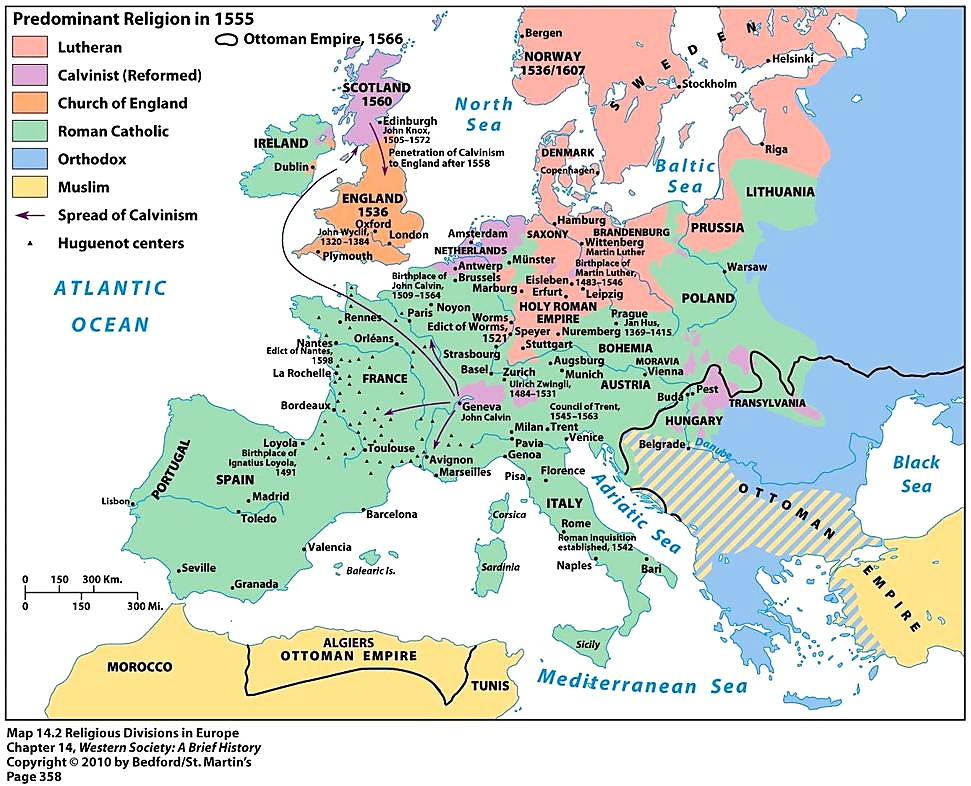 Predominant Religion in 1555
Lutheran
Calvinist (Reformed)
Church of England
Roman Catholic
Orthodox
Muslim
Spread of Calvinism
Huguenot centers
Ottoman Empire, 1566
Bergen
NORWAY
1536/1607
SWEDEN
Helsinki
Stockholm
SCOTLAND
1560
North
Sea
Edinburgh
John Knox,
1505–1572
Penetration of Calvinism
to England after 1558
IRELAND
Dublin
DENMARK
Copenhagen
Baltic
Sea
Riga
LITHUANIA
ENGLAND
1536
Oxford
John Wyclif,
1320–1384
London
Plymouth
Hamburg
Amsterdam
SAXONY
BRANDENBURG
PRUSSIA
NETHERLANDS
Wittenberg
Martin Luther
Antwerp
Münster
Birthplace of
Martin Luther,
1483–1546
Warsaw
Brussels
Birthplace of
John Calvin,
1509–1564
Marburg
Eisleben
Erfurt
Leipzig
POLAND
ATLANTIC
OCEAN
Noyon
HOLY ROMAN
EMPIRE
Paris
Rennes
Worms
Edict of Worms,
1521
Speyer
Nuremberg
Prague
Jan Hus,
1369–1415
Orléans
Stuttgart
Nantes
Edict of Nantes,
1598
Strasbourg
BOHEMIA
Augsburg
MORAVIA
Basel
Zurich
Munich
Vienna
La Rochelle
FRANCE
Ulrich Zwingli,
1484–1531
AUSTRIA
Buda
Pest
TRANSYLVANIA
Bordeaux
Geneva
John Calvin
Council of Trent,
1545–1563
HUNGARY
Milan
Trent
Loyola
Birthplace of
Ignatius Loyola,
1491
Toulouse
Pavia
Venice
Belgrade
Danube
Avignon
Genoa
Marseilles
Black
Sea
PORTUGAL
SPAIN
Pisa
Florence
Adriatic Sea
OTTOMAN
EMPIRE
Lisbon
Madrid
Toledo
Barcelona
Corsica
ITALY
Rome
Roman Inquisition
established, 1542
Valencia
Balearic Is.
Sardinia
Naples
Bari
Seville
Granada
0 150 300 Km.
0 150 300 Mi.
Sicily
Mediterranean Sea
MOROCCO
ALGIERS
OTTOMAN EMPIRE
TUNIS
Map 14.2 Religious Divisions in Europe
Chapter 14, Western Society: A Brief History
Copyright © 2010 by Bedford/St. Martin's
Page 358